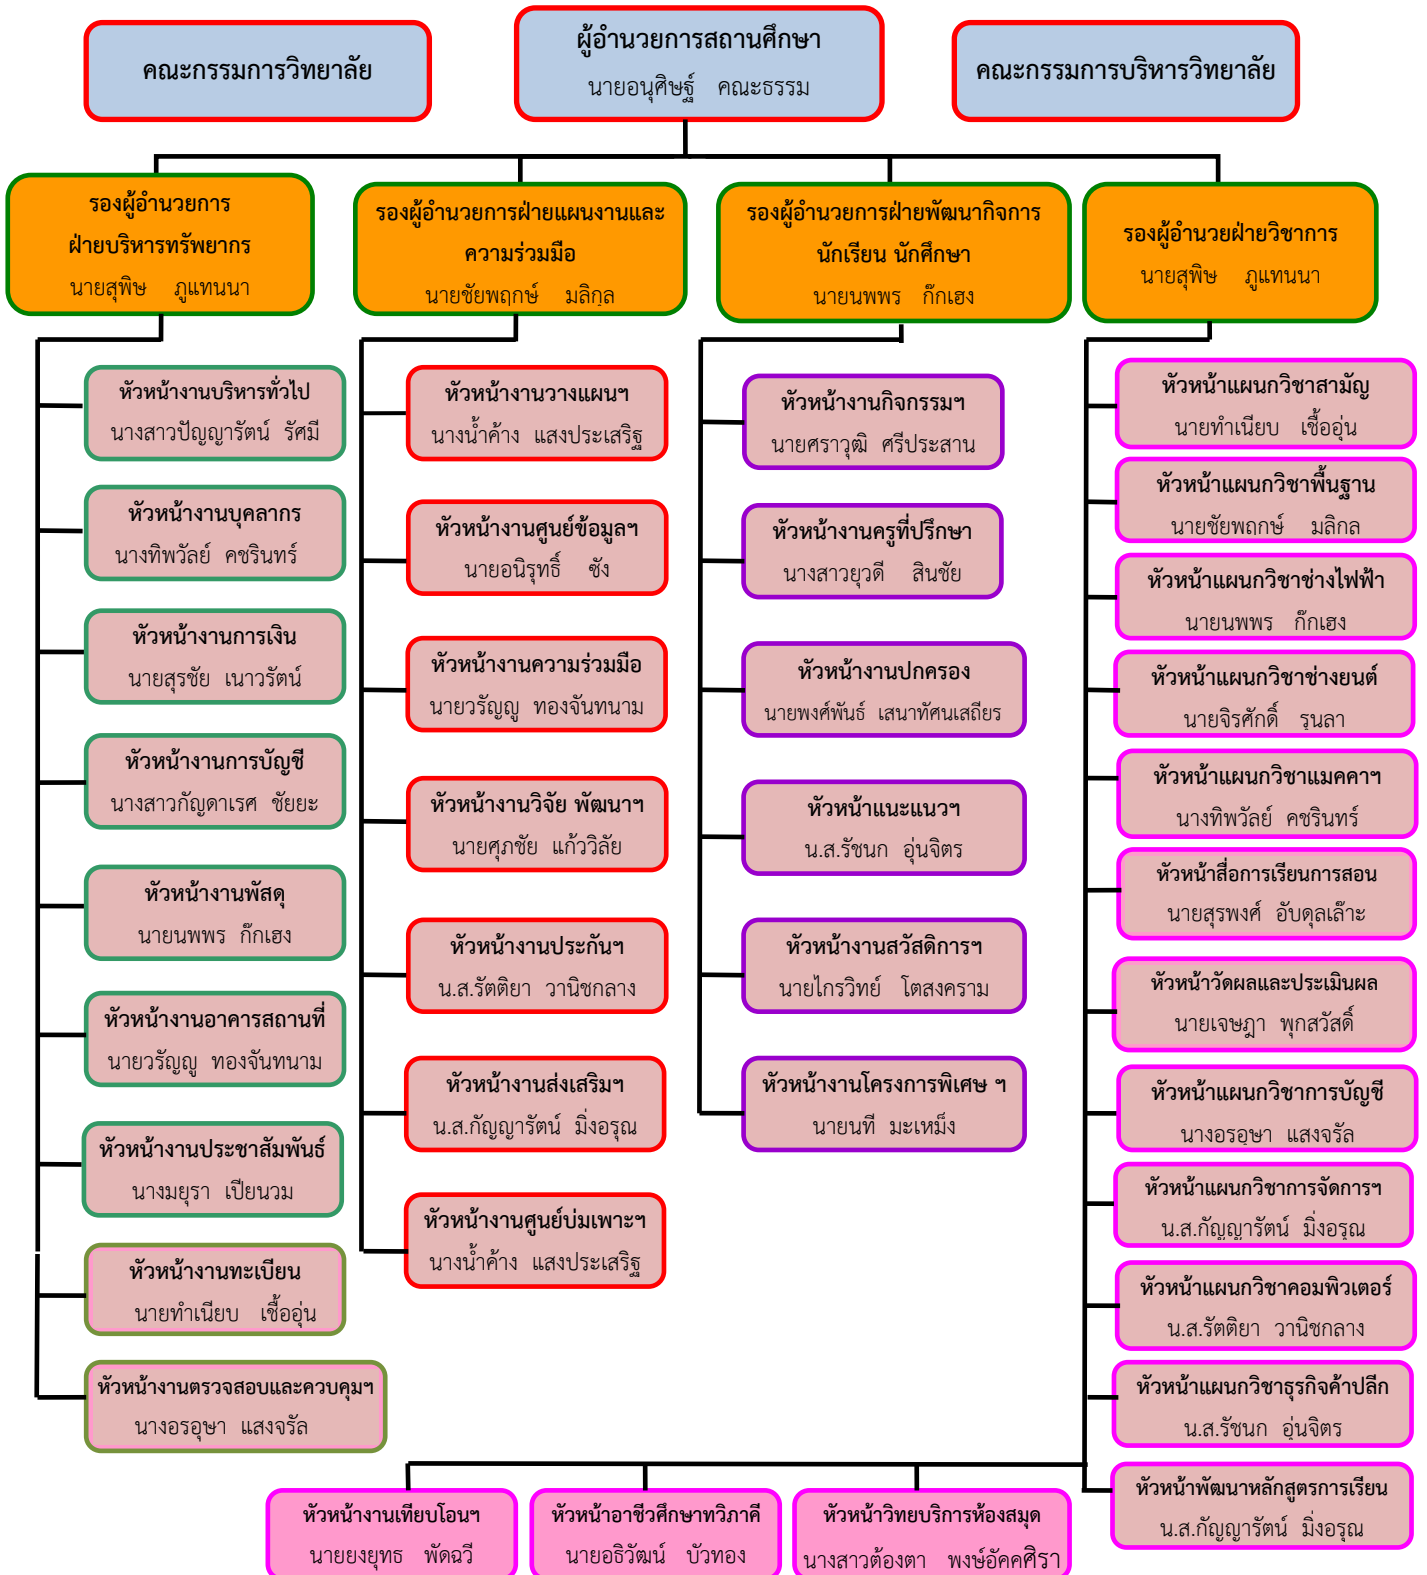 คณะกรรมการวิทยาลัย
ผู้อำนวยการสถานศึกษา
นายอนุศิษฐ์ คณะธรรม
คณะกรรมการบริหารวิทยาลัย
รองผู้อำนวยการ
ฝ่ายบริหารทรัพยากร
นายสุพิษ ภูแทนนา
รองผู้อำนวยการฝ่ายแผนงานและ
ความร่วมมือ
นายชัยพฤกษ์ มลิกุล
รองผู้อำนวยการฝ่ายพัฒนากิจการ
นักเรียน นักศึกษา
นายนพพร ก๊กเฮง
รองผู้อำนวยฝ่ายวิชาการ
นายสุพิษ ภูแทนนา
หัวหน้างานบริหารทั่วไป
นางสาวปัญญารัตน์ รัศมี
หัวหน้างานบุคลากร
นางทิพวัลย์ คชรินทร์
หัวหน้างานการเงิน
นายสุรชัย เนาวรัตน์
หัวหน้างานการบัญชี
นางสาวกัญดาเรศ ชัยยะ
หัวหน้างานพัสดุ
นายนพพร ก๊กเฮง
หัวหน้างานอาคารสถานที่
นายวรัญญู ทองจันทนาม
หัวหน้างานประชาสัมพันธ์
นางมยุรา เปียนวม
หัวหน้างานทะเบียน
นายทำเนียบ เชื้ออุ่น
หัวหน้างานตรวจสอบและควบคุมฯ
นางอรอุษา แสงจรัล
หัวหน้างานวางแผนฯ
นางน้ำค้าง แสงประเสริฐ
หัวหน้างานศูนย์ข้อมูลฯ
นายอนิรุทธิ์ ซัง
หัวหน้างานความร่วมมือ
นายวรัญญู ทองจันทนาม
หัวหน้างานวิจัย พัฒนาฯ
นายศุภชัย แก้ววิลัย
หัวหน้างานประกันฯ
น.ส.รัตติยา วานิชกลาง
หัวหน้างานส่งเสริมฯ
น.ส.กัญญารัตน์ มิ่งอรุณ
หัวหน้างานศูนย์บ่มเพาะฯ
นางน้ำค้าง แสงประเสริฐ
หัวหน้างานกิจกรรมฯ
นายศราวุฒิ ศรีประสาน
หัวหน้างานครูที่ปรึกษา
นางสาวยุวดี สินชัย
หัวหน้างานปกครอง
นายพงศ์พันธ์ เสนาทัศนเสถียร
หัวหน้าแนะแนวฯ
น.ส.รัชนก อุ่นจิตร
หัวหน้างานสวัสดิการฯ
นายไกรวิทย์ โตสงคราม
หัวหน้างานโครงการพิเศษ ฯ
นายนที มะเหม็ง
หัวหน้าแผนกวิชาสามัญ
นายทำเนียบ เชื้ออุ่น
หัวหน้าแผนกวิชาพื้นฐาน
นายชัยพฤกษ์ มลิกล
หัวหน้าแผนกวิชาช่างไฟฟ้า
นายนพพร ก๊กเฮง
หัวหน้าแผนกวิชาช่างยนต์
นายจิรศักดิ์ รุนลา
หัวหน้าแผนกวิชาแมคคาฯ
นางทิพวัลย์ คชรินทร์
หัวหน้าสื่อการเรียนการสอน
นายสุรพงศ์ อับดุลเล๊าะ
หัวหน้าวัดผลและประเมินผล
นายเจษฎา พุกสวัสดิ์
หัวหน้าแผนกวิชาการบัญชี
นางอรอุษา แสงจรัล
หัวหน้าแผนกวิชาการจัดการฯ
น.ส.กัญญารัตน์ มิ่งอรุณ
หัวหน้าแผนกวิชาคอมพิวเตอร์
น.ส.รัตติยา วานิชกลาง
หัวหน้าแผนกวิชาธุรกิจค้าปลีก
น.ส.รัชนก อุ่นจิตร
หัวหน้าพัฒนาหลักสูตรการเรียน
น.ส.กัญญารัตน์ มิ่งอรุณ
หัวหน้างานเทียบโอนฯ
นายยงยุทธ พัดฉวี
หัวหน้าอาชีวศึกษาทวิภาคี
นายอธิวัฒน์ บัวทอง
หัวหน้าวิทยบริการห้องสมุด
นางสาวต้องตา พงษ์อัคคศิรา